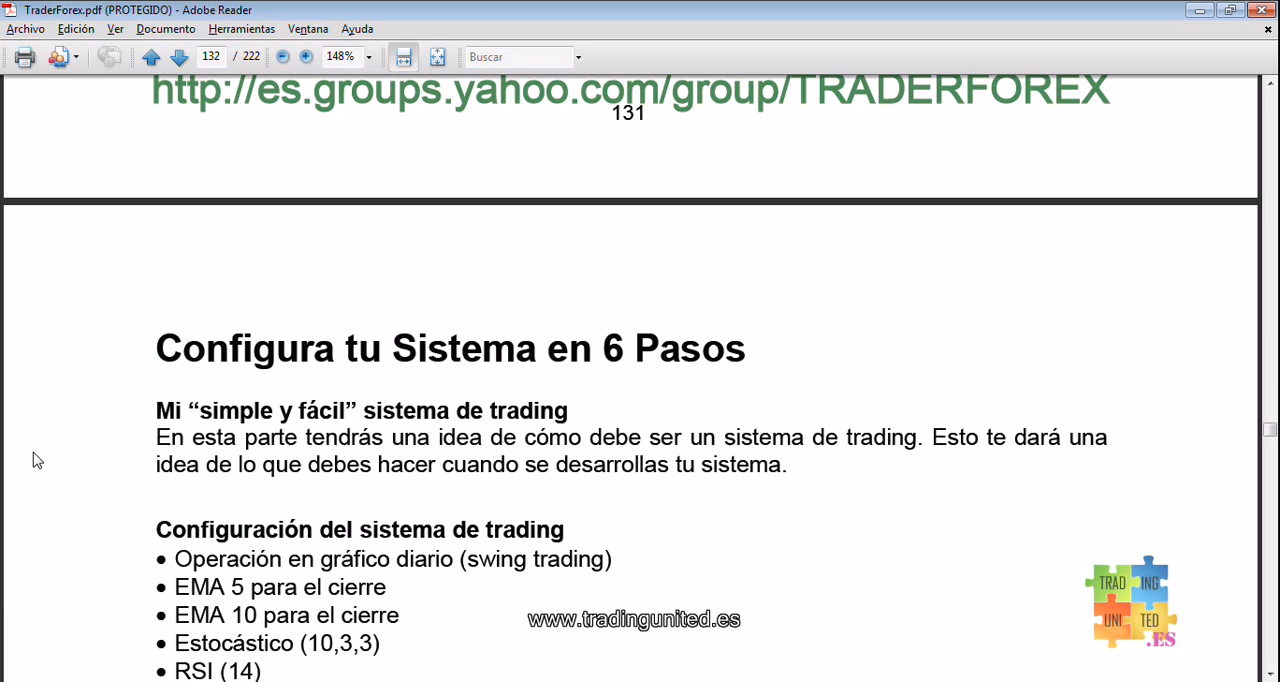 TraderForex.pdf (PROTEGIDO) - Adobe Reader
Archivo Edición Ver Documento Herramientas Ventana Ayuda
132 / 222 148% Buscar
http://es.groups.yahoo.com/group/TRADERFOREX
131
Configura tu Sistema en 6 Pasos
Mi “simple y fácil” sistema de trading
En esta parte tendrás una idea de cómo debe ser un sistema de trading. Esto te dará una
idea de lo que debes hacer cuando se desarrollas tu sistema.
Configuración del sistema de trading
• Operación en gráfico diario (swing trading)
• EMA 5 para el cierre
• EMA 10 para el cierre
• Estocástico (10,3,3)
• RSI (14)
www.tradingunited.es
TRAD ING
UNI TED
.ES